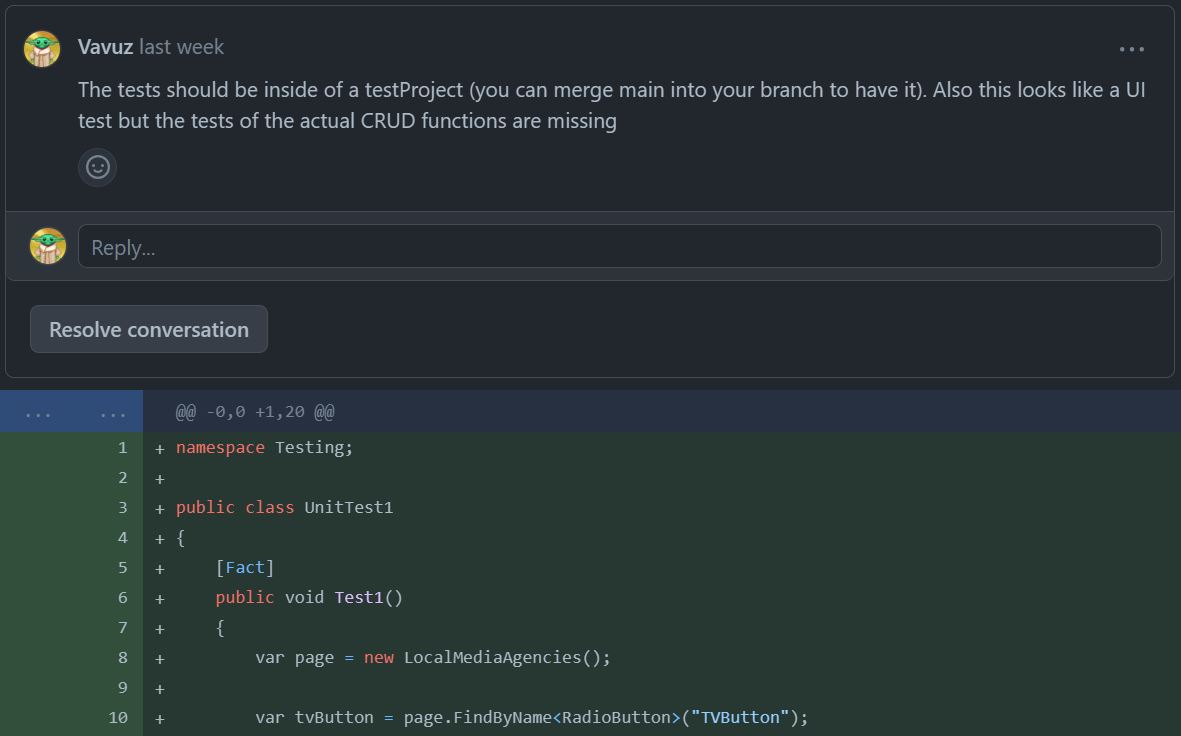 Vavuz last week
...
The tests should be inside of a testProject (you can merge main into your branch to have it). Also this looks like a UI
test but the tests of the actual CRUD functions are missing
Reply...
Resolve conversation
... ... @@ -0,0 +1,20 @@
1 + namespace Testing;
2 +
3 + public class UnitTest1
4 + {
5 + [Fact]
6 + public void Test1()
7 + {
8 + var page = new LocalMediaAgencies();
9 +
10 + var tvButton = page.FindByName<RadioButton>("TVButton");